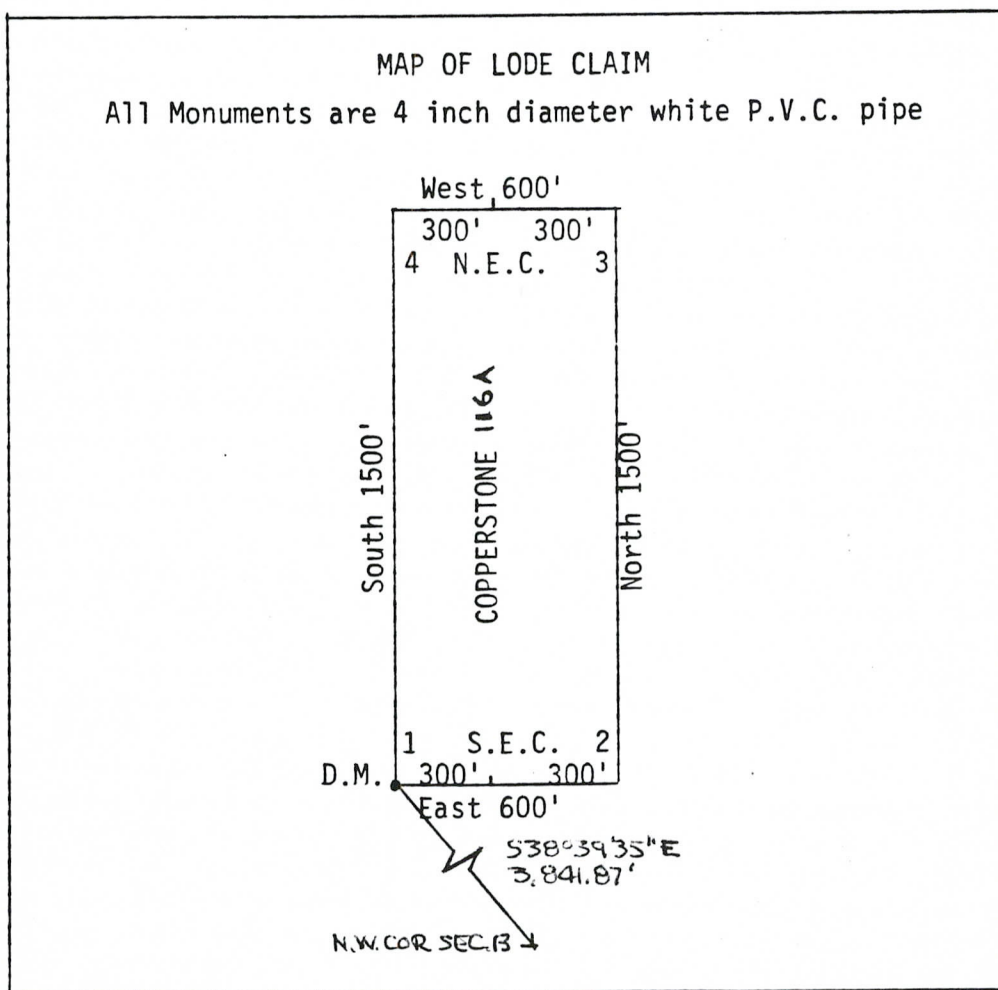 MAP OF LODE CLAIM
All Monuments are 4 inch diameter white P.V.C. pipe
West 600'
300' 300'
4 N.E.C. 3
South 1500'
COPPERSTONE 116A
North 1500'
1 S.E.C. 2
D.M. 300' 300'
East 600'
S38°39'35"E
3,841.87'
N.W. COR SEC. 13